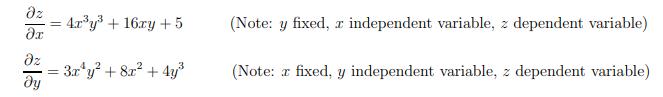 ∂z/∂x = 4x³y³ + 16xy + 5 (Note: y fixed, x independent variable, z dependent variable)
∂z/∂y = 3x⁴y² + 8x² + 4y³ (Note: x fixed, y independent variable, z dependent variable)